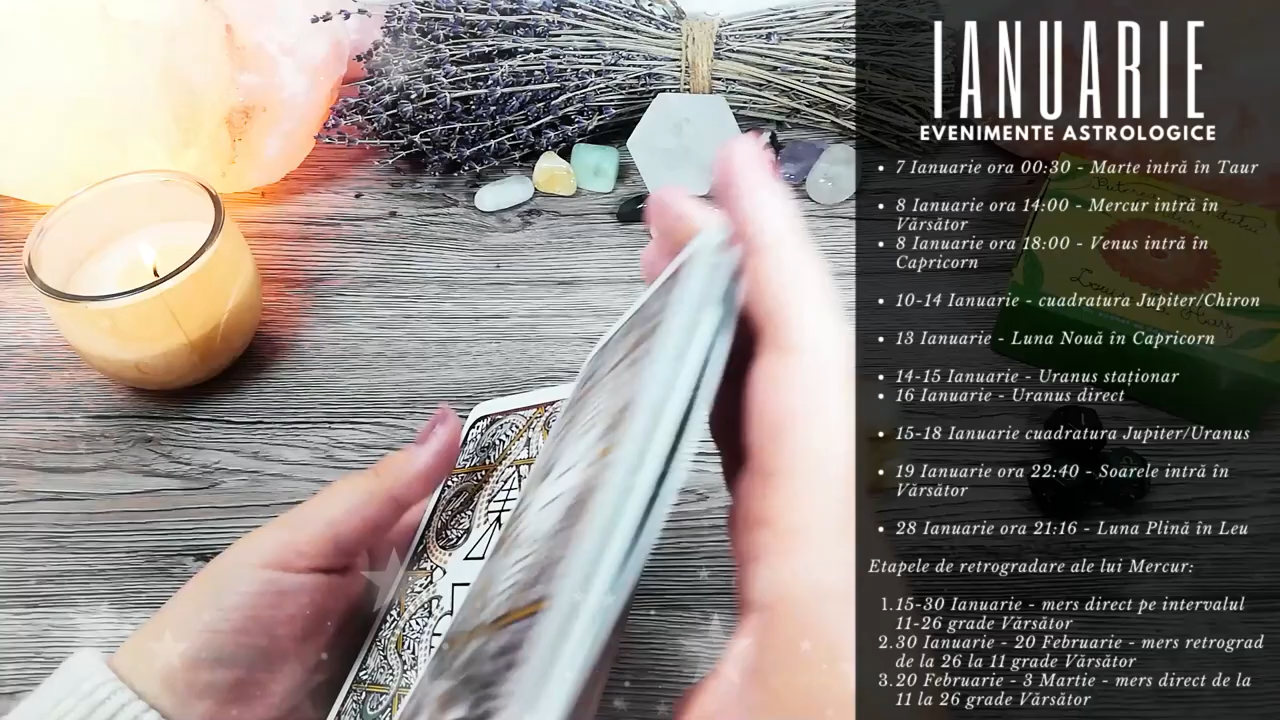 IANUARIE
EVENIMENTE ASTROLOGICE
• 7 Ianuarie ora 00:30 - Marte intră în Taur
• 8 Ianuarie ora 14:00 - Mercur intră în
Vărsător
• 8 Ianuarie ora 18:00 - Venus intră în
Capricorn
• 10-14 Ianuarie - cuadratura Jupiter/Chiron
• 13 Ianuarie - Luna Nouă în Capricorn
• 14-15 Ianuarie - Uranus staționar
• 16 Ianuarie - Uranus direct
• 15-18 Ianuarie cuadratura Jupiter/Uranus
• 19 Ianuarie ora 22:40 - Soarele intră în
Vărsător
• 28 Ianuarie ora 21:16 - Luna Plină în Leu
Etapele de retrogradare ale lui Mercur:
1.15-30 Ianuarie - mers direct pe intervalul
11-26 grade Vărsător
2.30 Ianuarie - 20 Februarie - mers retrograd
de la 26 la 11 grade Vărsător
3.20 Februarie - 3 Martie - mers direct de la
11 la 26 grade Vărsător